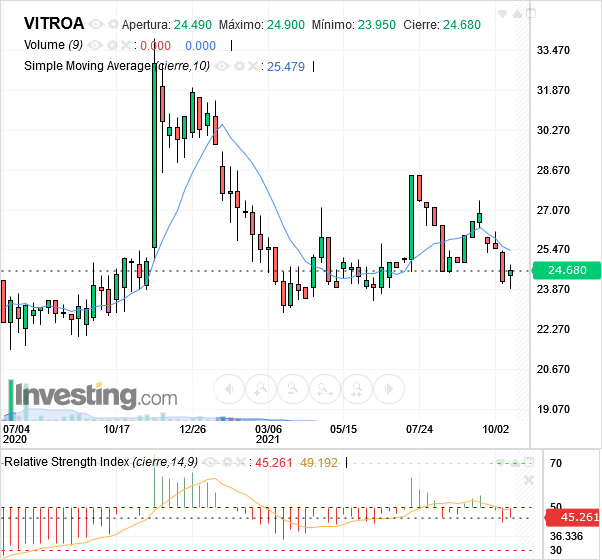 VITROA Apertura: 24.490 Máximo: 24.900 Mínimo: 23.950 Cierre: 24.680
Volume (9) : 0.000 0.000
Simple Moving Average (cierre,10) : 25.479
33.470
31.870
30.270
28.670
27.070
25.470
24.680
23.870
22.270
20.670
19.070
Investing.com
07/04 10/17 12/26 03/06 05/15 07/24 10/02
2020 2021
Relative Strength Index (cierre,14,9) : 45.261 49.192
70
50
45.261
36.336
30